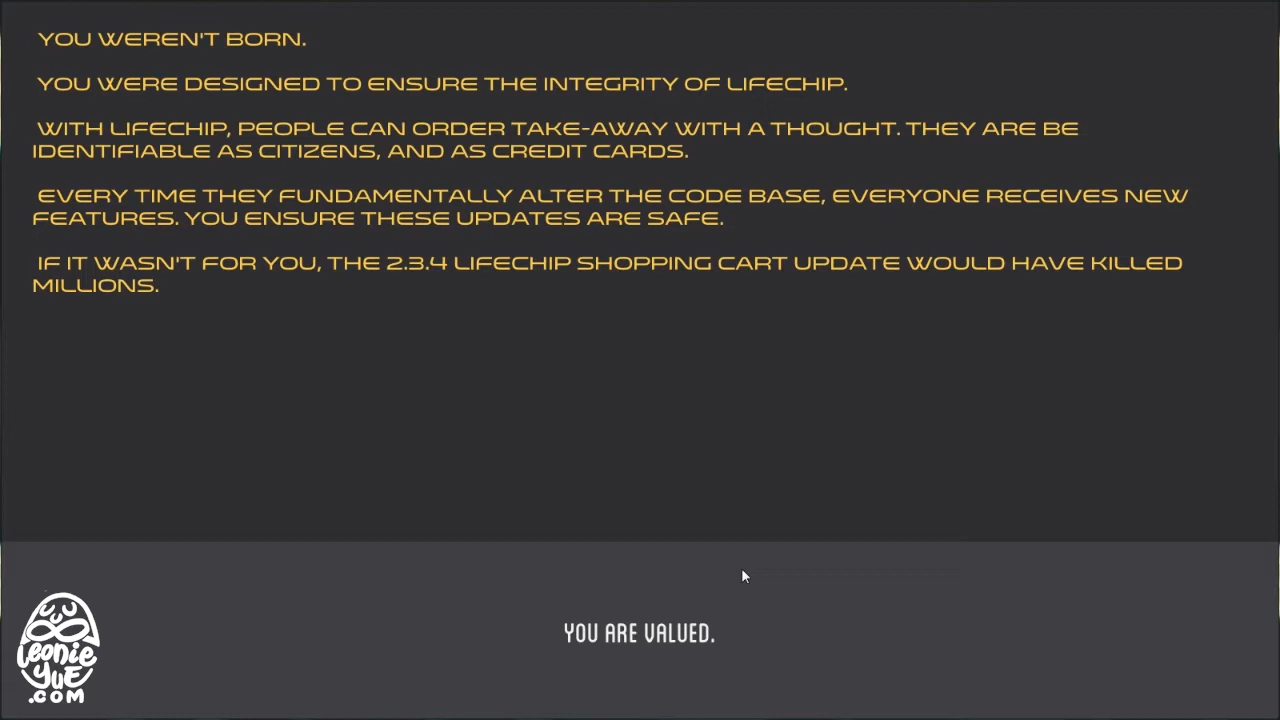 YOU WEREN'T BORN.
YOU WERE DESIGNED TO ENSURE THE INTEGRITY OF LIFECHIP.
WITH LIFECHIP, PEOPLE CAN ORDER TAKE-AWAY WITH A THOUGHT. THEY ARE BE
IDENTIFIABLE AS CITIZENS, AND AS CREDIT CARDS.
EVERY TIME THEY FUNDAMENTALLY ALTER THE CODE BASE, EVERYONE RECEIVES NEW
FEATURES. YOU ENSURE THESE UPDATES ARE SAFE.
IF IT WASN'T FOR YOU, THE 2.3.4 LIFECHIP SHOPPING CART UPDATE WOULD HAVE KILLED
MILLIONS.
YOU ARE VALUED.
leonie
YuE
.COM